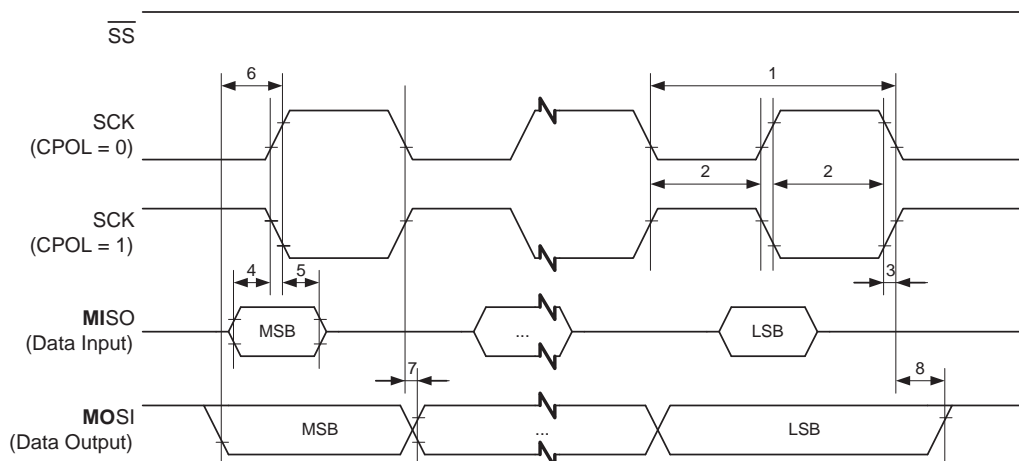 SS
6
1
SCK
(CPOL = 0)
2
2
SCK
(CPOL = 1)
4
5
3
MISO
(Data Input)
MSB
...
LSB
7
8
MOSI
(Data Output)
MSB
...
LSB